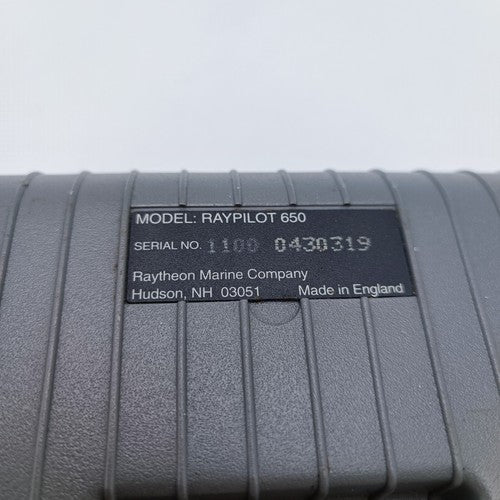 MODEL: RAYPILOT 650
SERIAL NO. 1100 0430319
Raytheon Marine Company
Hudson, NH 03051 Made in England